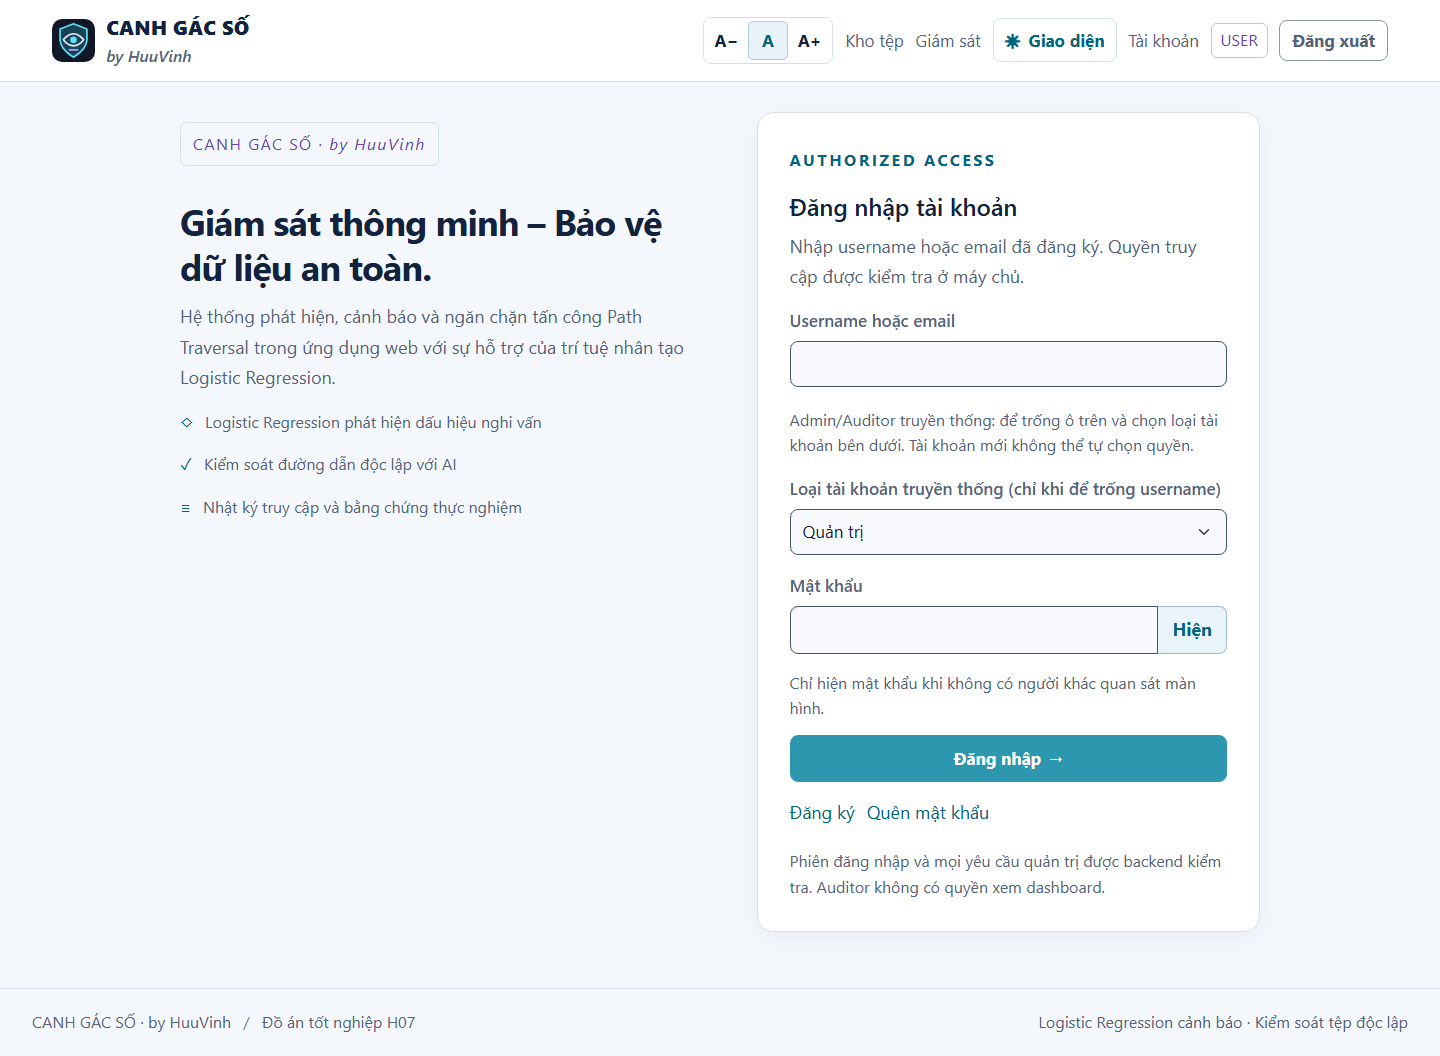 CANH GÁC SỐ
by HuuVinh
A− A A+ Kho tệp Giám sát Giao diện Tài khoản USER Đăng xuất
CANH GÁC SỐ · by HuuVinh
Giám sát thông minh – Bảo vệ
dữ liệu an toàn.
Hệ thống phát hiện, cảnh báo và ngăn chặn tấn công Path
Traversal trong ứng dụng web với sự hỗ trợ của trí tuệ nhân tạo
Logistic Regression.
◇ Logistic Regression phát hiện dấu hiệu nghi vấn
✓ Kiểm soát đường dẫn độc lập với AI
≡ Nhật ký truy cập và bằng chứng thực nghiệm
AUTHORIZED ACCESS
Đăng nhập tài khoản
Nhập username hoặc email đã đăng ký. Quyền truy
cập được kiểm tra ở máy chủ.
Username hoặc email
Admin/Auditor truyền thống: để trống ô trên và chọn loại tài
khoản bên dưới. Tài khoản mới không thể tự chọn quyền.
Loại tài khoản truyền thống (chỉ khi để trống username)
Quản trị
Mật khẩu
Hiện
Chỉ hiện mật khẩu khi không có người khác quan sát màn
hình.
Đăng nhập →
Đăng ký Quên mật khẩu
Phiên đăng nhập và mọi yêu cầu quản trị được backend kiểm
tra. Auditor không có quyền xem dashboard.
CANH GÁC SỐ · by HuuVinh / Đồ án tốt nghiệp H07
Logistic Regression cảnh báo · Kiểm soát tệp độc lập